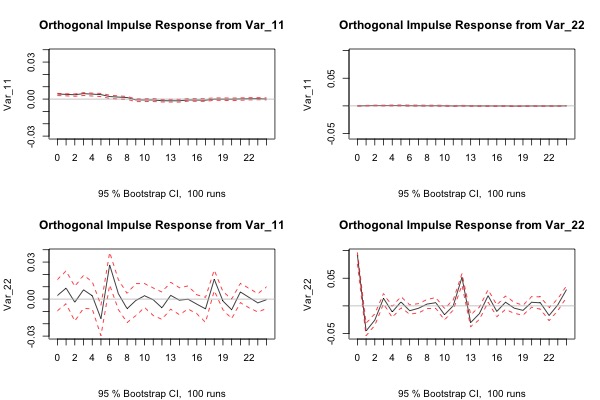 Orthogonal Impulse Response from Var_11
Var_11
0.03
0.00
-0.03
0 2 4 6 8 10 13 16 19 22
95 % Bootstrap CI, 100 runs
Orthogonal Impulse Response from Var_22
Var_11
0.05
-0.05
0 2 4 6 8 10 13 16 19 22
95 % Bootstrap CI, 100 runs
Orthogonal Impulse Response from Var_11
Var_22
0.03
0.00
-0.03
0 2 4 6 8 10 13 16 19 22
95 % Bootstrap CI, 100 runs
Orthogonal Impulse Response from Var_22
Var_22
0.05
-0.05
0 2 4 6 8 10 13 16 19 22
95 % Bootstrap CI, 100 runs